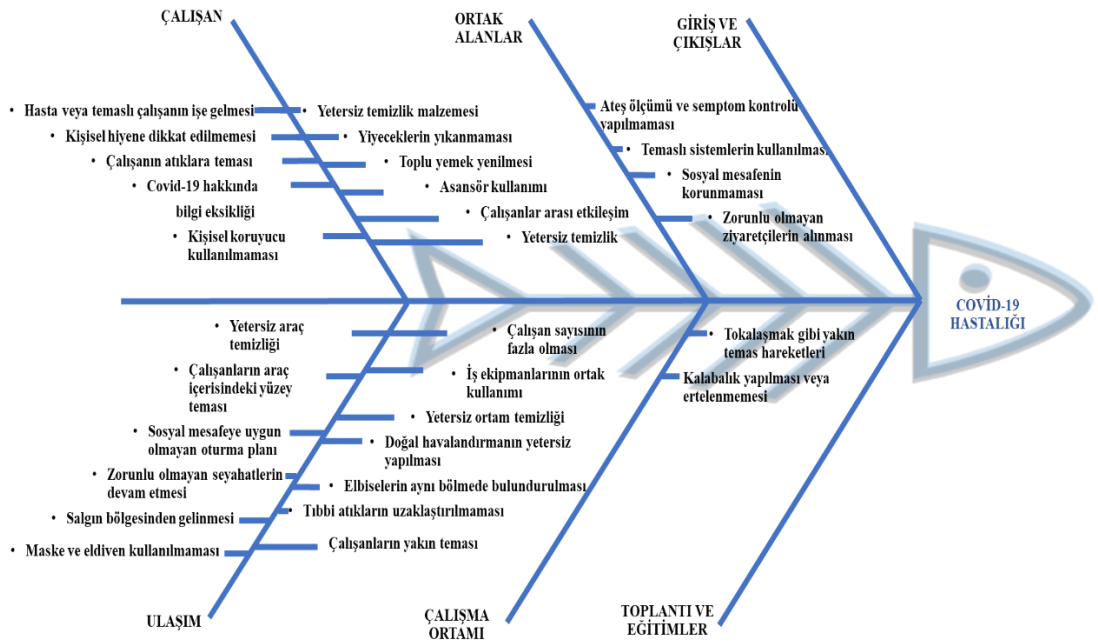 ÇALIŞAN
ORTAK
ALANLAR
GİRİŞ VE
ÇIKIŞLAR
• Hasta veya temaslı çalışanın işe gelmesi
• Kişisel hiyene dikkat edilmemesi
• Çalışanın atıklara teması
• Covid-19 hakkında
bilgi eksikliği
• Kişisel koruyucu
kullanılmaması
• Yetersiz temizlik malzemesi
• Yiyeceklerin yıkanmaması
• Toplu yemek yenilmesi
• Asansör kullanımı
• Çalışanlar arası etkileşim
• Yetersiz temizlik
Ateş ölçümü ve semptom kontrolü
yapılmaması
• Temaslı sistemlerin kullanılması
• Sosyal mesafenin
korunmaması
• Zorunlu olmayan
ziyaretçilerin alınması
COVİD-19
HASTALIĞI
• Yetersiz araç
temizliği
• Çalışanların araç
içerisindeki yüzey
teması
• Sosyal mesafeye uygun
olmayan oturma planı
• Zorunlu olmayan seyahatlerin
devam etmesi
• Salgın bölgesinden gelinmesi
• Maske ve eldiven kullanılmaması
• Çalışan sayısının
fazla olması
• İş ekipmanlarının ortak
kullanımı
• Yetersiz ortam temizliği
• Doğal havalandırmanın yetersiz
yapılması
• Elbiselerin aynı bölmede bulundurulması
• Tıbbi atıkların uzaklaştırılmaması
Çalışanların yakın teması
• Tokalaşmak gibi yakın
temas hareketleri
Kalabalık yapılması veya
ertelenmemesi
ULAŞIM
ÇALIŞMA
ORTAMI
TOPLANTI VE
EĞİTİMLER